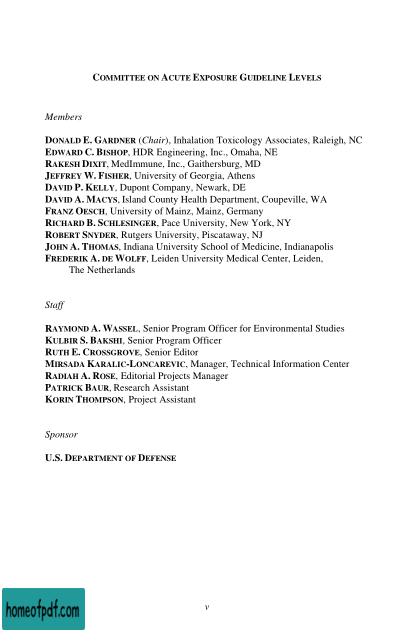 COMMITTEE ON ACUTE EXPOSURE GUIDELINE LEVELS
Members
DONALD E. GARDNER (Chair), Inhalation Toxicology Associates, Raleigh, NC
EDWARD C. BISHOP, HDR Engineering, Inc., Omaha, NE
RAKESH DIXIT, MedImmune, Inc., Gaithersburg, MD
JEFFREY W. FISHER, University of Georgia, Athens
DAVID P. KELLY, Dupont Company, Newark, DE
DAVID A. MACYS, Island County Health Department, Coupeville, WA
FRANZ OESCH, University of Mainz, Mainz, Germany
RICHARD B. SCHLESINGER, Pace University, New York, NY
ROBERT SNYDER, Rutgers University, Piscataway, NJ
JOHN A. THOMAS, Indiana University School of Medicine, Indianapolis
FREDERIK A. DE WOLFF, Leiden University Medical Center, Leiden,
The Netherlands
Staff
RAYMOND A. WASSEL, Senior Program Officer for Environmental Studies
KULBIR S. BAKSHI, Senior Program Officer
RUTH E. CROSSGROVE, Senior Editor
MIRSADA KARALIC-LONCAREVIC, Manager, Technical Information Center
RADIAH A. ROSE, Editorial Projects Manager
PATRICK BAUR, Research Assistant
KORIN THOMPSON, Project Assistant
Sponsor
U.S. DEPARTMENT OF DEFENSE
homeofpdf.com
v